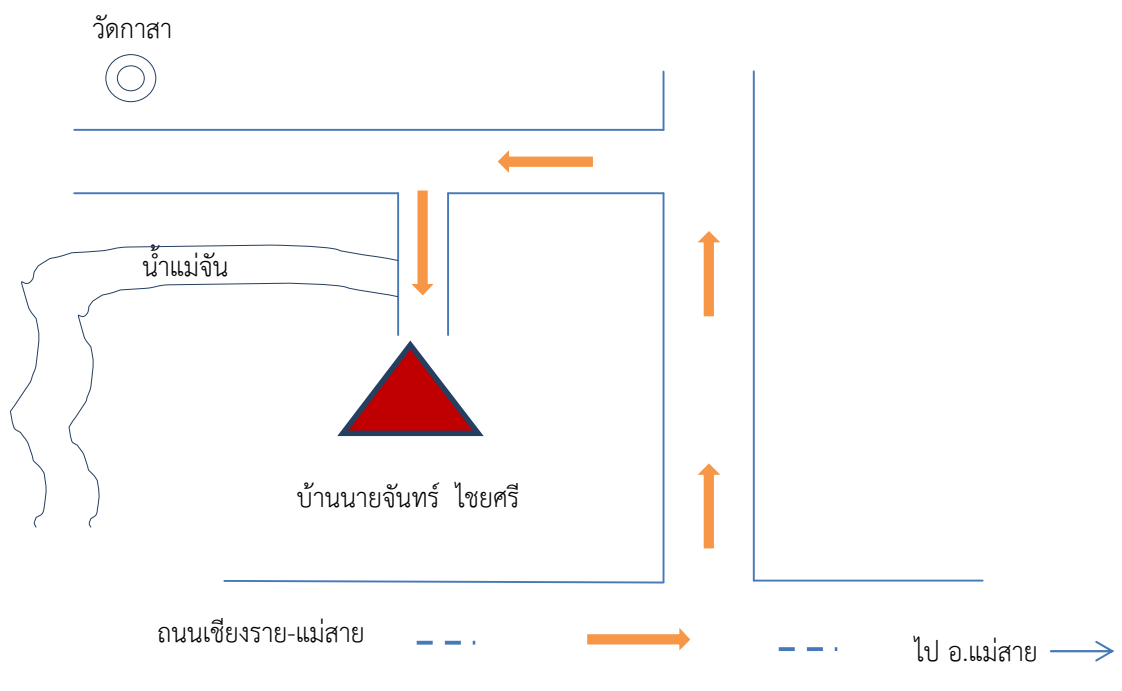 วัดกาสา
น้ำแม่จัน
บ้านนายจันทร์ ไชยศรี
ถนนเชียงราย-แม่สาย
ไป อ.แม่สาย